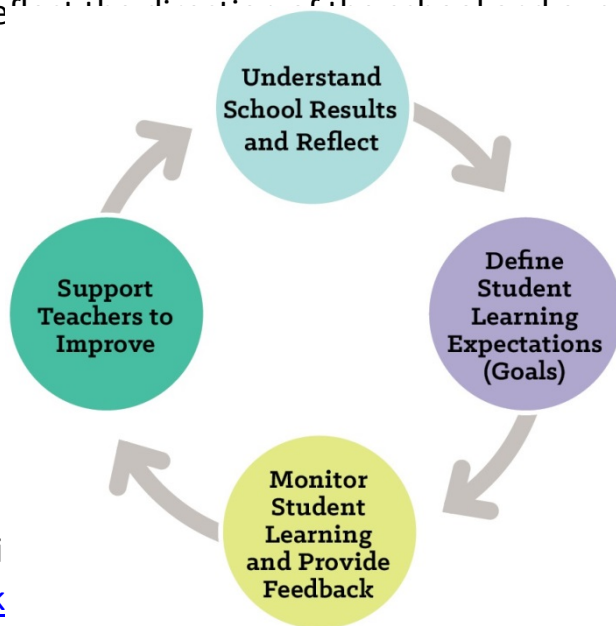 Understand
School Results
and Reflect
Define
Student
Learning
Expectations
(Goals)
Monitor
Student
Learning
and Provide
Feedback
Support
Teachers to
Improve